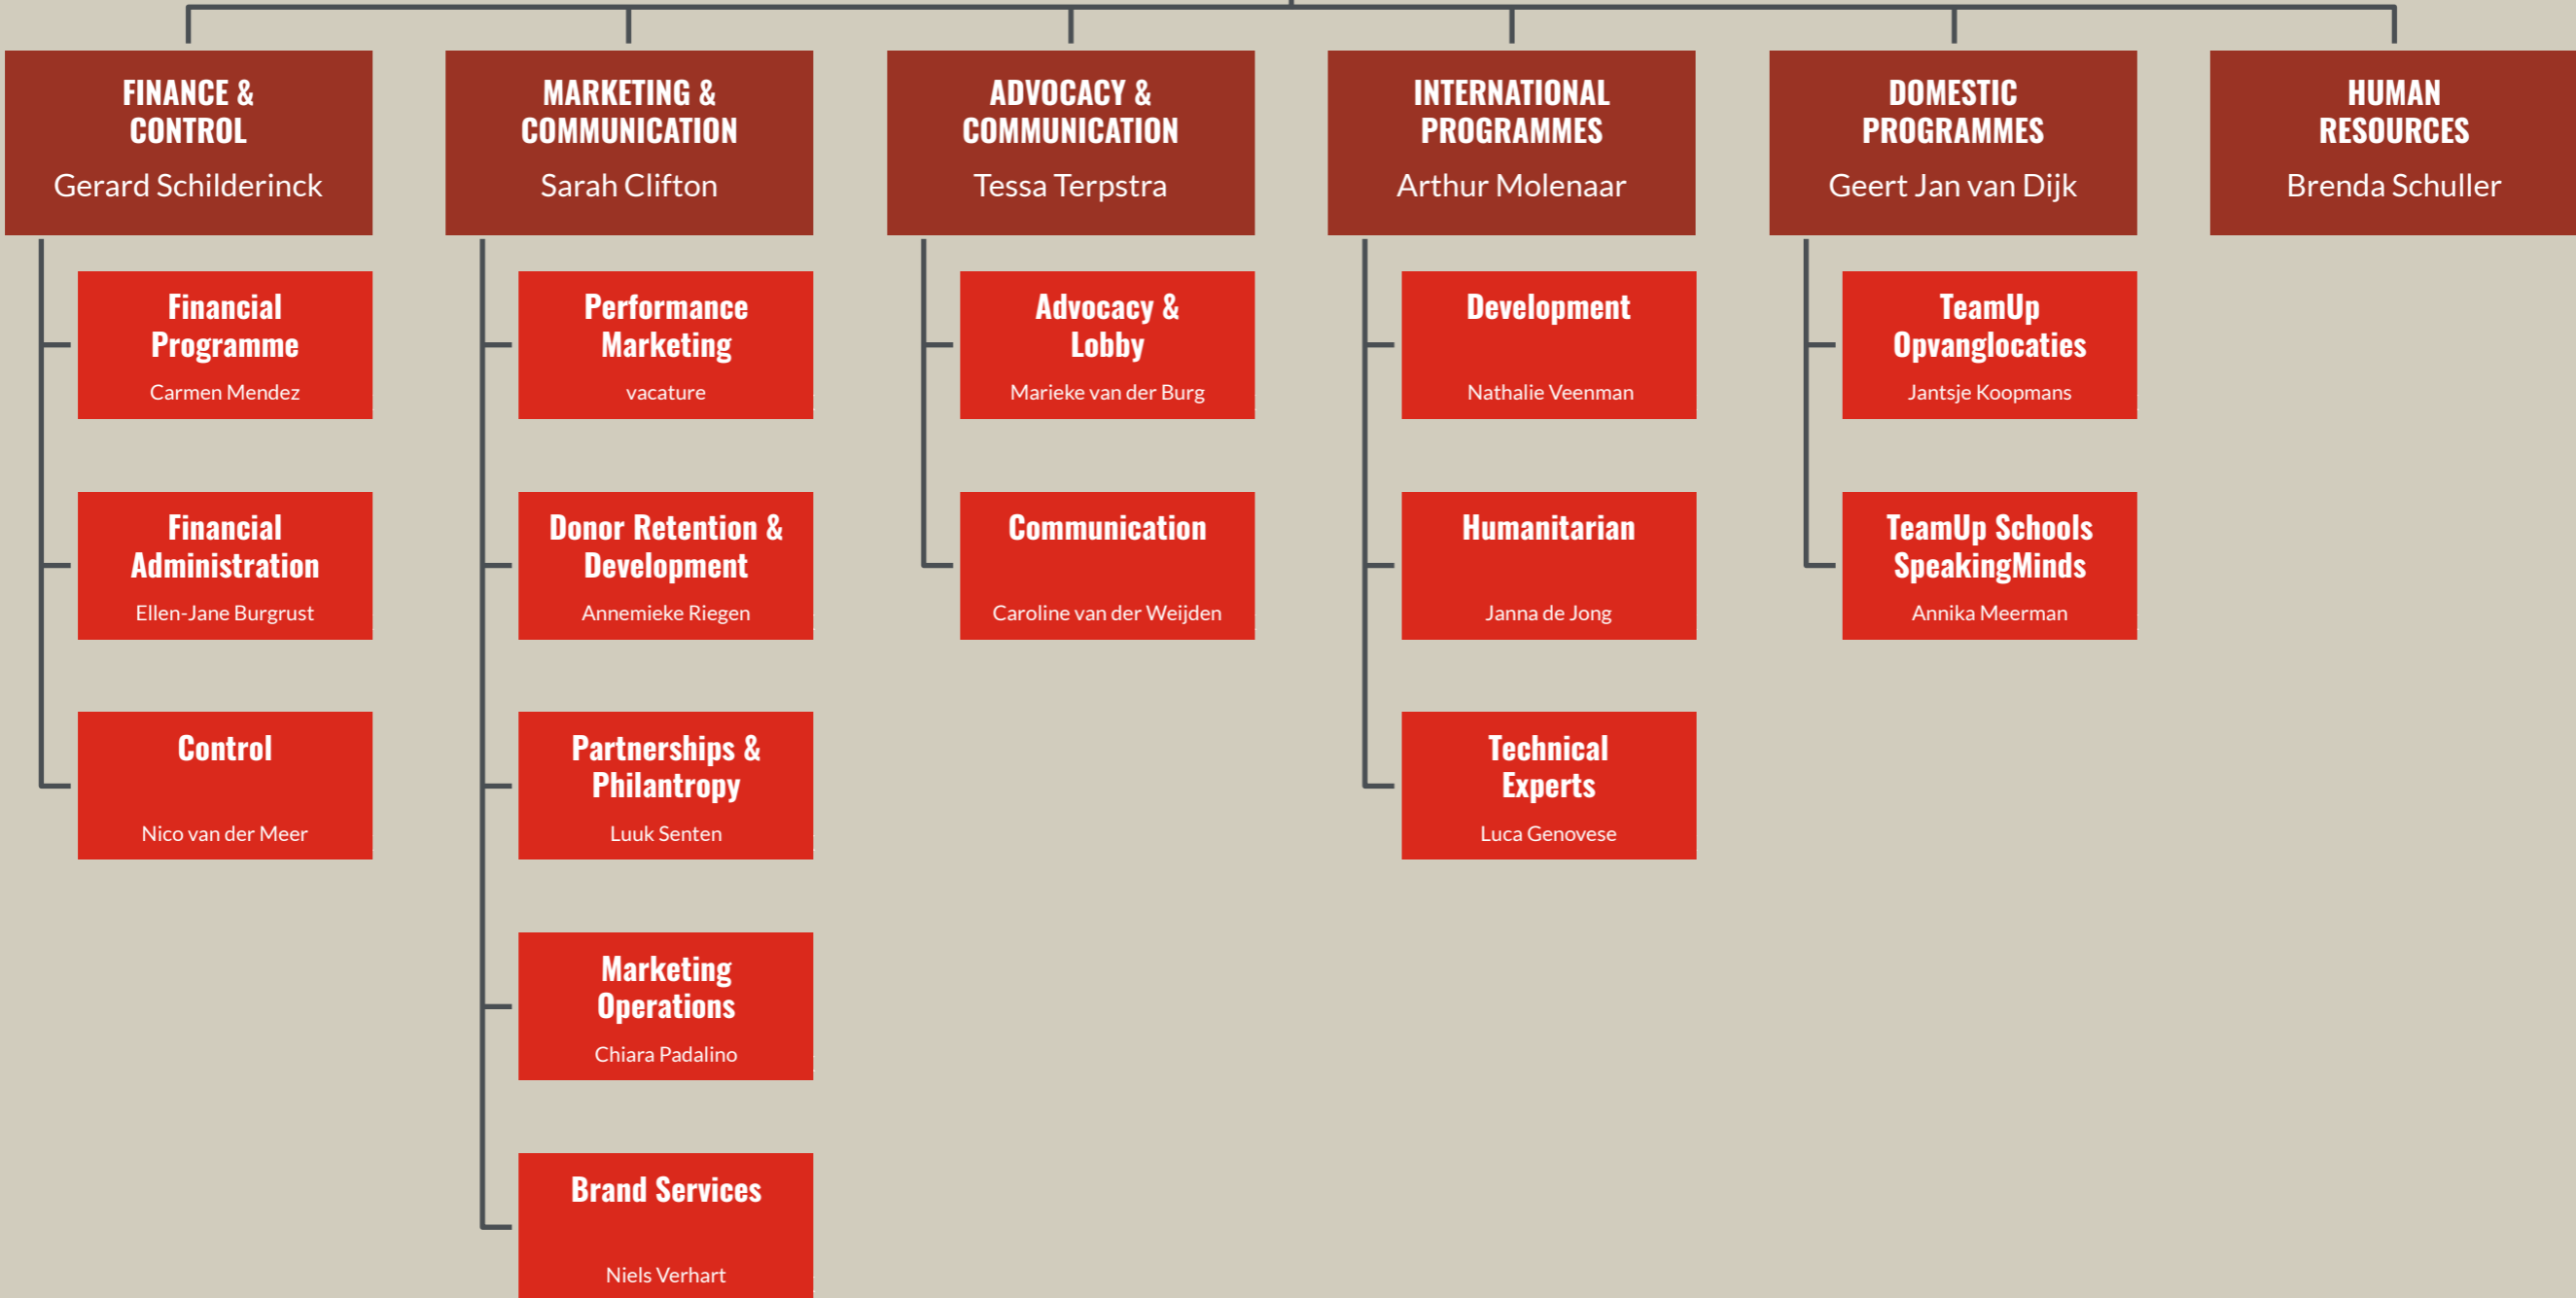 FINANCE &
CONTROL
Gerard Schilderinck
Financial
Programme
Carmen Mendez
Financial
Administration
Ellen-Jane Burgrust
Control
Nico van der Meer
MARKETING &
COMMUNICATION
Sarah Clifton
Performance
Marketing
vacature
Donor Retention &
Development
Annemieke Riegen
Partnerships &
Philantropy
Luuk Senten
Marketing
Operations
Chiara Padalino
Brand Services
Niels Verhart
ADVOCACY &
COMMUNICATION
Tessa Terpstra
Advocacy &
Lobby
Marieke van der Burg
Communication
Caroline van der Weijden
INTERNATIONAL
PROGRAMMES
Arthur Molenaar
Development
Nathalie Veenman
Humanitarian
Janna de Jong
Technical
Experts
Luca Genovese
DOMESTIC
PROGRAMMES
Geert Jan van Dijk
TeamUp
Opvanglocaties
Jantsje Koopmans
TeamUp Schools
SpeakingMinds
Annika Meerman
HUMAN
RESOURCES
Brenda Schuller